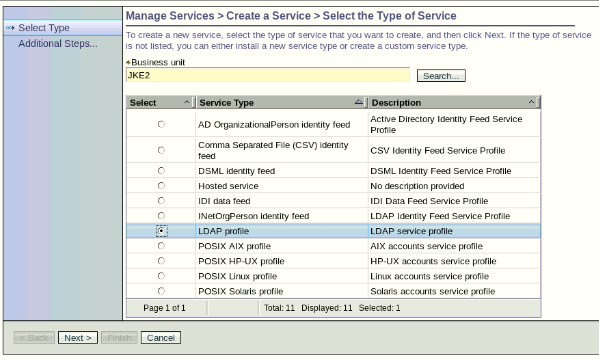 Manage Services > Create a Service > Select the Type of Service
Select Type
Additional Steps...
To create a new service, select the type of service that you want to create, and then click Next. If the type of service
is not listed, you can either install a new service type or create a custom service type.
*Business unit
JKE2
Search...
Select Service Type Description
AD OrganizationalPerson identity feed Active Directory Identity Feed Service
Profile
Comma Separated File (CSV) identity
feed CSV Identity Feed Service Profile
DSML identity feed DSML Identity Feed Service Profile
Hosted service No description provided
IDI data feed IDI Data Feed Service Profile
INetOrgPerson identity feed LDAP Identity Feed Service Profile
LDAP profile LDAP service profile
POSIX AIX profile AIX accounts service profile
POSIX HP-UX profile HP-UX accounts service profile
POSIX Linux profile Linux accounts service profile
POSIX Solaris profile Solaris accounts service profile
Page 1 of 1 Total: 11 Displayed: 11 Selected: 1
< Back Next > Finish Cancel